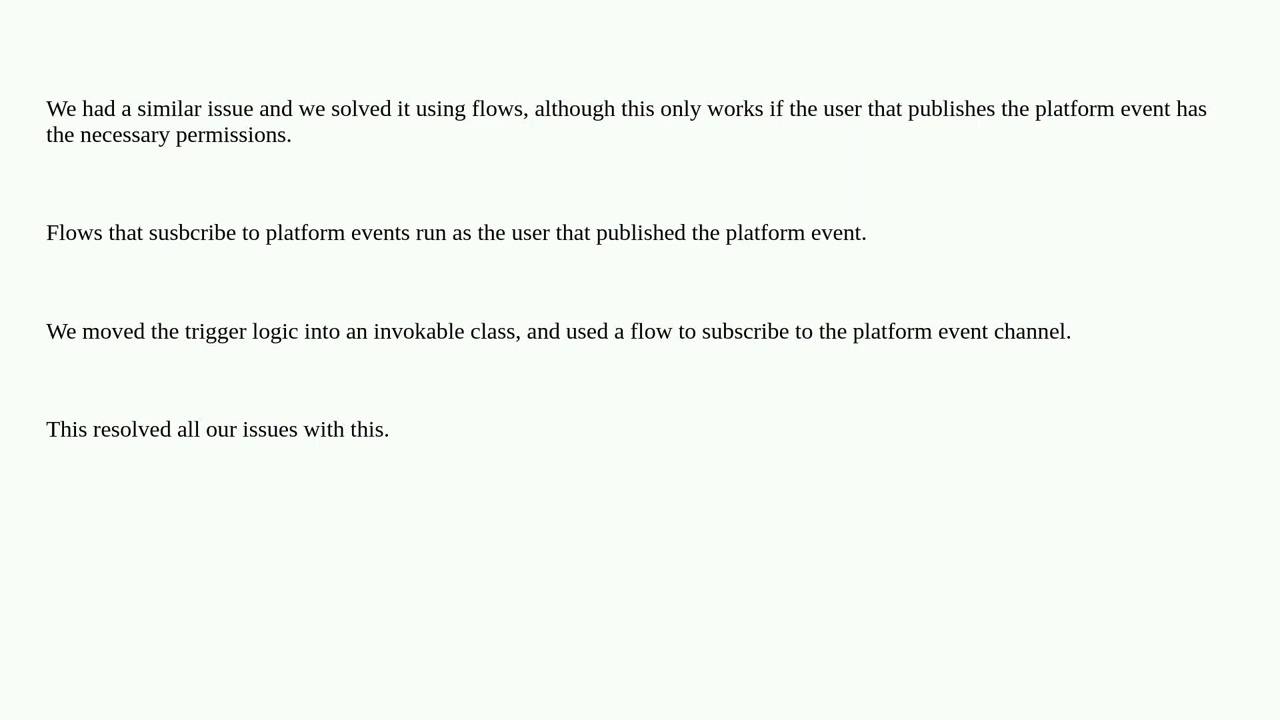 We had a similar issue and we solved it using flows, although this only works if the user that publishes the platform event has
the necessary permissions.
Flows that susbcribe to platform events run as the user that published the platform event.
We moved the trigger logic into an invokable class, and used a flow to subscribe to the platform event channel.
This resolved all our issues with this.